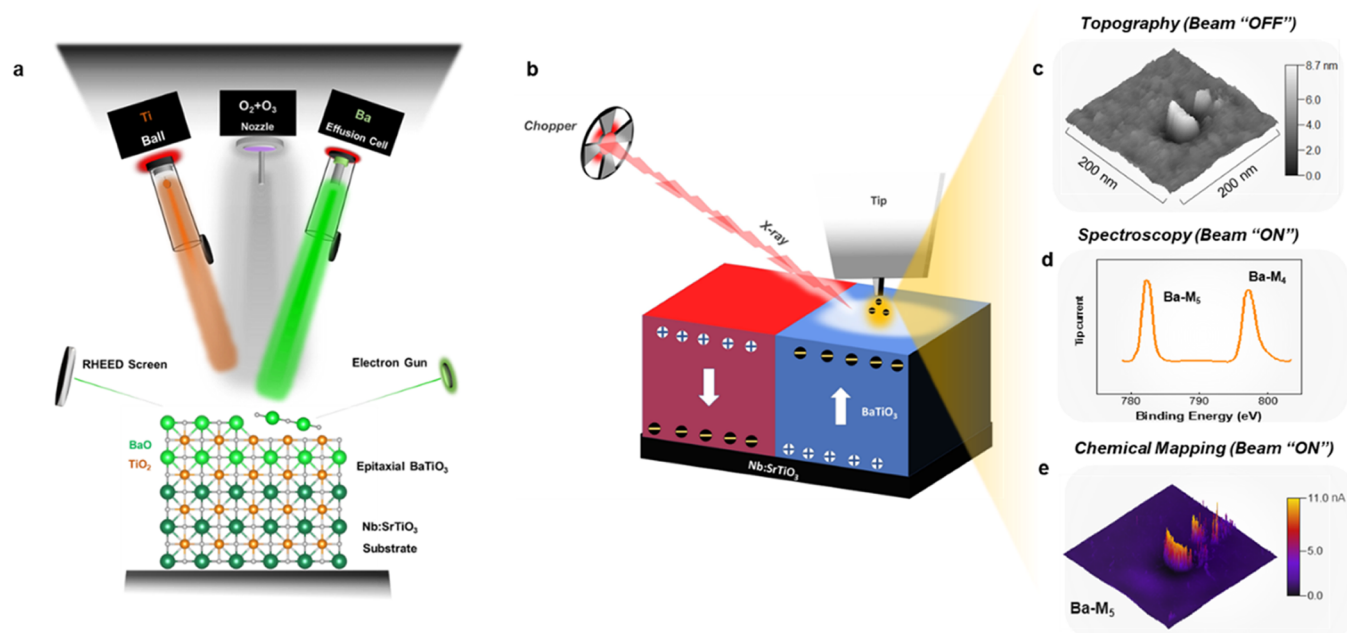 a
Ti
Ball
O₂+O₃
Nozzle
Ba
Effusion Cell
RHEED Screen
Electron Gun
BaO
TiO₂
Epitaxial BaTiO₃
Nb:SrTiO₃
Substrate
b
Chopper
X-ray
Tip
BaTiO₃
Nb:SrTiO₃
Topography (Beam “OFF”)
c
8.7 nm
6.0
4.0
2.0
0.0
200 nm
200 nm
Spectroscopy (Beam “ON”)
d
Ba-M₅
Ba-M₄
Tip current
780
790
800
Binding Energy (eV)
Chemical Mapping (Beam “ON”)
e
11.0 nA
5.0
0.0
Ba-M₅